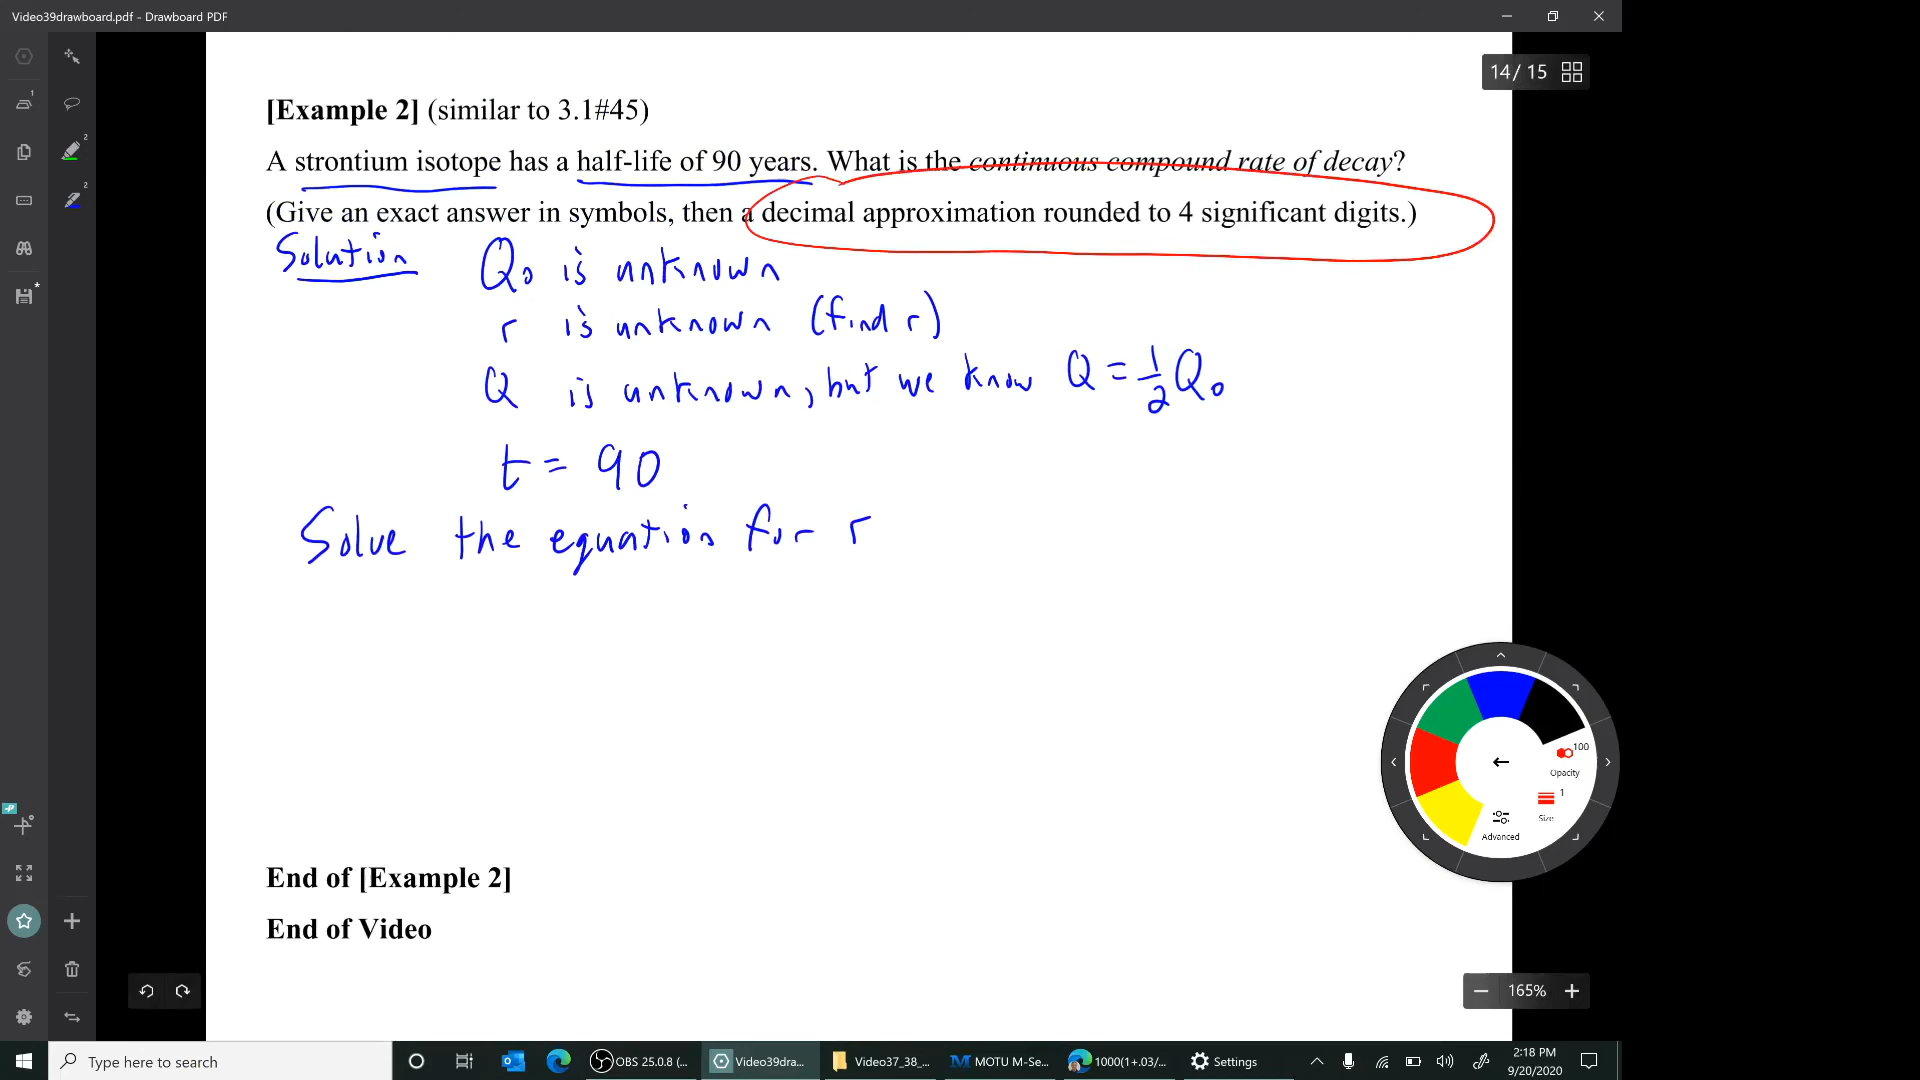 Video39drawboard.pdf - Drawboard PDF
14 / 15
[Example 2] (similar to 3.1#45)
A strontium isotope has a half-life of 90 years. What is the continuous compound rate of decay?
(Give an exact answer in symbols, then a decimal approximation rounded to 4 significant digits.)
Solution
Q₀ is unknown
r is unknown (find r)
Q is unknown, but we know Q = ½ Q₀
t = 90
Solve the equation for r
100
Opacity
1
Size
Advanced
End of [Example 2]
End of Video
165%
Type here to search
OBS 25.0.8 (...
Video39dra...
Video37_38_...
MOTU M-Se...
1000(1+.03/...
Settings
2:18 PM
9/20/2020
1
2
2